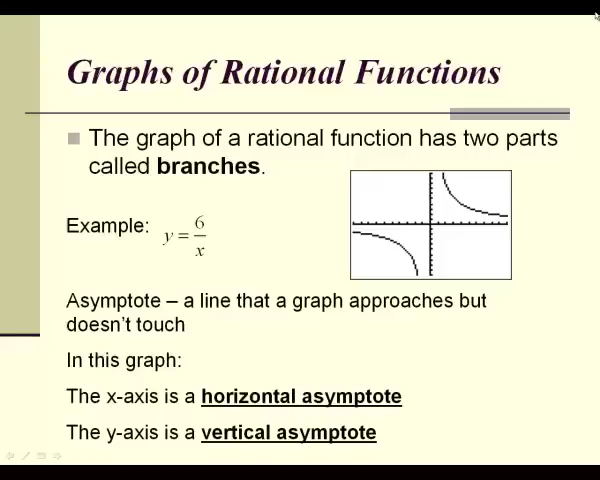 Graphs of Rational Functions
The graph of a rational function has two parts
called branches.
Example: y = 6/x
Asymptote – a line that a graph approaches but
doesn't touch
In this graph:
The x-axis is a horizontal asymptote
The y-axis is a vertical asymptote